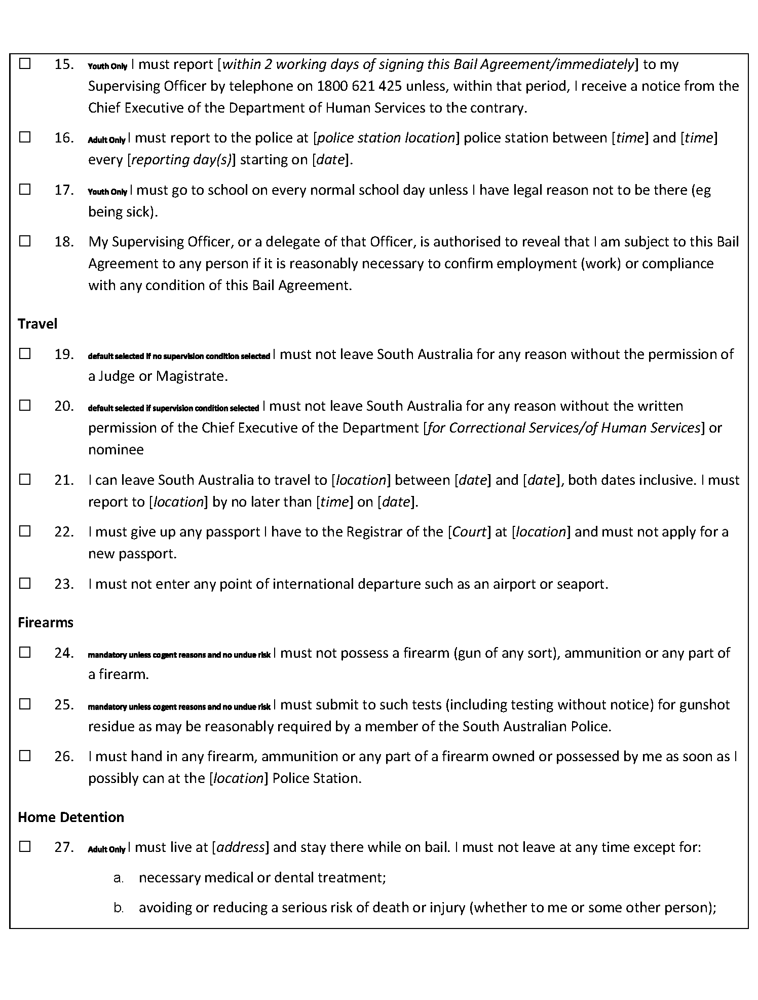 ☐ 15. Youth Only I must report [within 2 working days of signing this Bail Agreement/immediately] to my
Supervising Officer by telephone on 1800 621 425 unless, within that period, I receive a notice from the
Chief Executive of the Department of Human Services to the contrary.
☐ 16. Adult Only I must report to the police at [police station location] police station between [time] and [time]
every [reporting day(s)] starting on [date].
☐ 17. Youth Only I must go to school on every normal school day unless I have legal reason not to be there (eg
being sick).
☐ 18. My Supervising Officer, or a delegate of that Officer, is authorised to reveal that I am subject to this Bail
Agreement to any person if it is reasonably necessary to confirm employment (work) or compliance
with any condition of this Bail Agreement.
Travel
☐ 19. default selected if no supervision condition selected I must not leave South Australia for any reason without the permission of
a Judge or Magistrate.
☐ 20. default selected if supervision condition selected I must not leave South Australia for any reason without the written
permission of the Chief Executive of the Department [for Correctional Services/of Human Services] or
nominee
☐ 21. I can leave South Australia to travel to [location] between [date] and [date], both dates inclusive. I must
report to [location] by no later than [time] on [date].
☐ 22. I must give up any passport I have to the Registrar of the [Court] at [location] and must not apply for a
new passport.
☐ 23. I must not enter any point of international departure such as an airport or seaport.
Firearms
☐ 24. mandatory unless cogent reasons and no undue risk I must not possess a firearm (gun of any sort), ammunition or any part of
a firearm.
☐ 25. mandatory unless cogent reasons and no undue risk I must submit to such tests (including testing without notice) for gunshot
residue as may be reasonably required by a member of the South Australian Police.
☐ 26. I must hand in any firearm, ammunition or any part of a firearm owned or possessed by me as soon as I
possibly can at the [location] Police Station.
Home Detention
☐ 27. Adult Only I must live at [address] and stay there while on bail. I must not leave at any time except for:
a. necessary medical or dental treatment;
b. avoiding or reducing a serious risk of death or injury (whether to me or some other person);